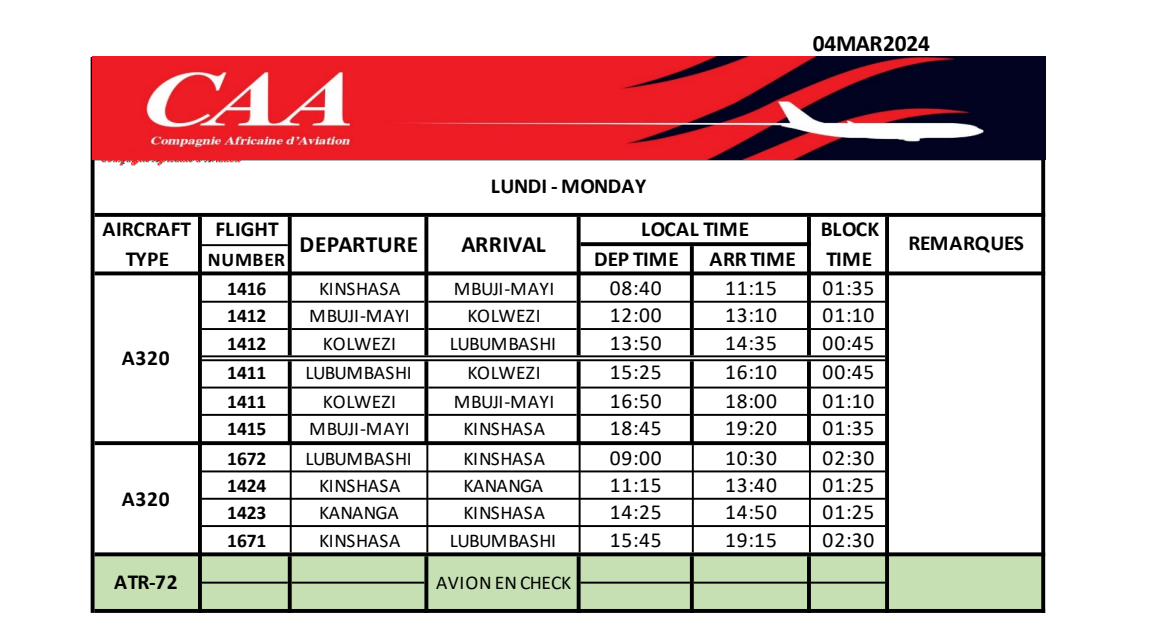 04MAR2024
CAA
Compagnie Africaine d'Aviation
Compagnie Africaine d'Aviation
LUNDI - MONDAY
AIRCRAFT TYPE FLIGHT NUMBER DEPARTURE ARRIVAL LOCAL TIME BLOCK TIME REMARQUES
DEP TIME ARR TIME
A320
1416 KINSHASA MBUJI-MAYI 08:40 11:15 01:35
1412 MBUJI-MAYI KOLWEZI 12:00 13:10 01:10
1412 KOLWEZI LUBUMBASHI 13:50 14:35 00:45
1411 LUBUMBASHI KOLWEZI 15:25 16:10 00:45
1411 KOLWEZI MBUJI-MAYI 16:50 18:00 01:10
1415 MBUJI-MAYI KINSHASA 18:45 19:20 01:35
A320
1672 LUBUMBASHI KINSHASA 09:00 10:30 02:30
1424 KINSHASA KANANGA 11:15 13:40 01:25
1423 KANANGA KINSHASA 14:25 14:50 01:25
1671 KINSHASA LUBUMBASHI 15:45 19:15 02:30
ATR-72 AVION EN CHECK